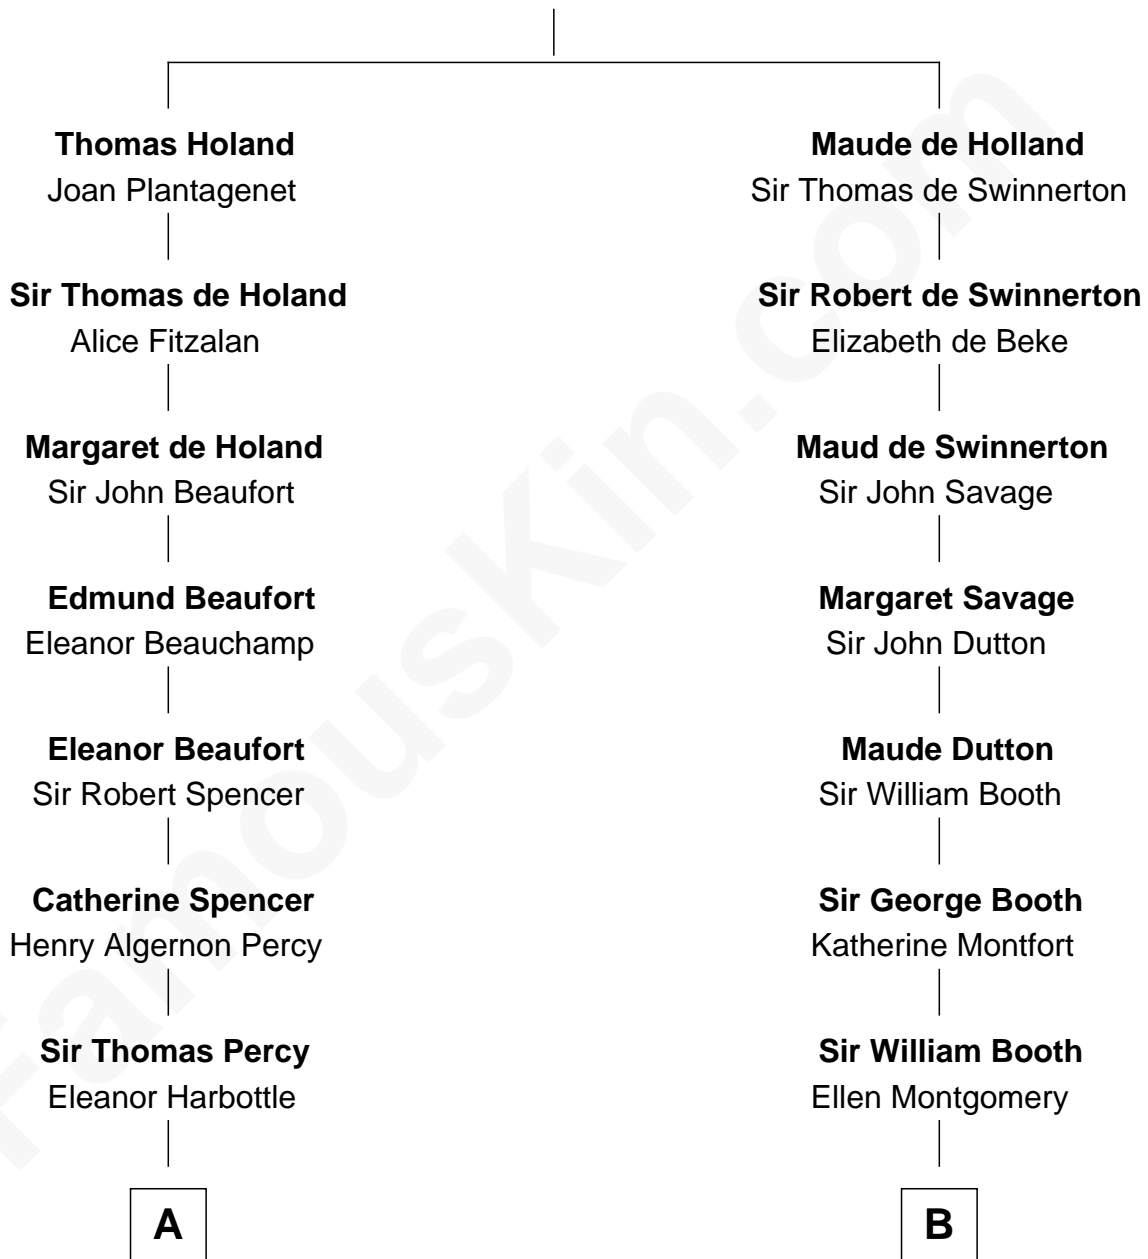 Thomas Holand
Joan Plantagenet
Sir Thomas de Holand
Alice Fitzalan
Margaret de Holand
Sir John Beaufort
Edmund Beaufort
Eleanor Beauchamp
Eleanor Beaufort
Sir Robert Spencer
Catherine Spencer
Henry Algernon Percy
Sir Thomas Percy
Eleanor Harbottle
A
Maude de Holland
Sir Thomas de Swinnerton
Sir Robert de Swinnerton
Elizabeth de Beke
Maud de Swinnerton
Sir John Savage
Margaret Savage
Sir John Dutton
Maude Dutton
Sir William Booth
Sir George Booth
Katherine Montfort
Sir William Booth
Ellen Montgomery
B
FamousKin.com